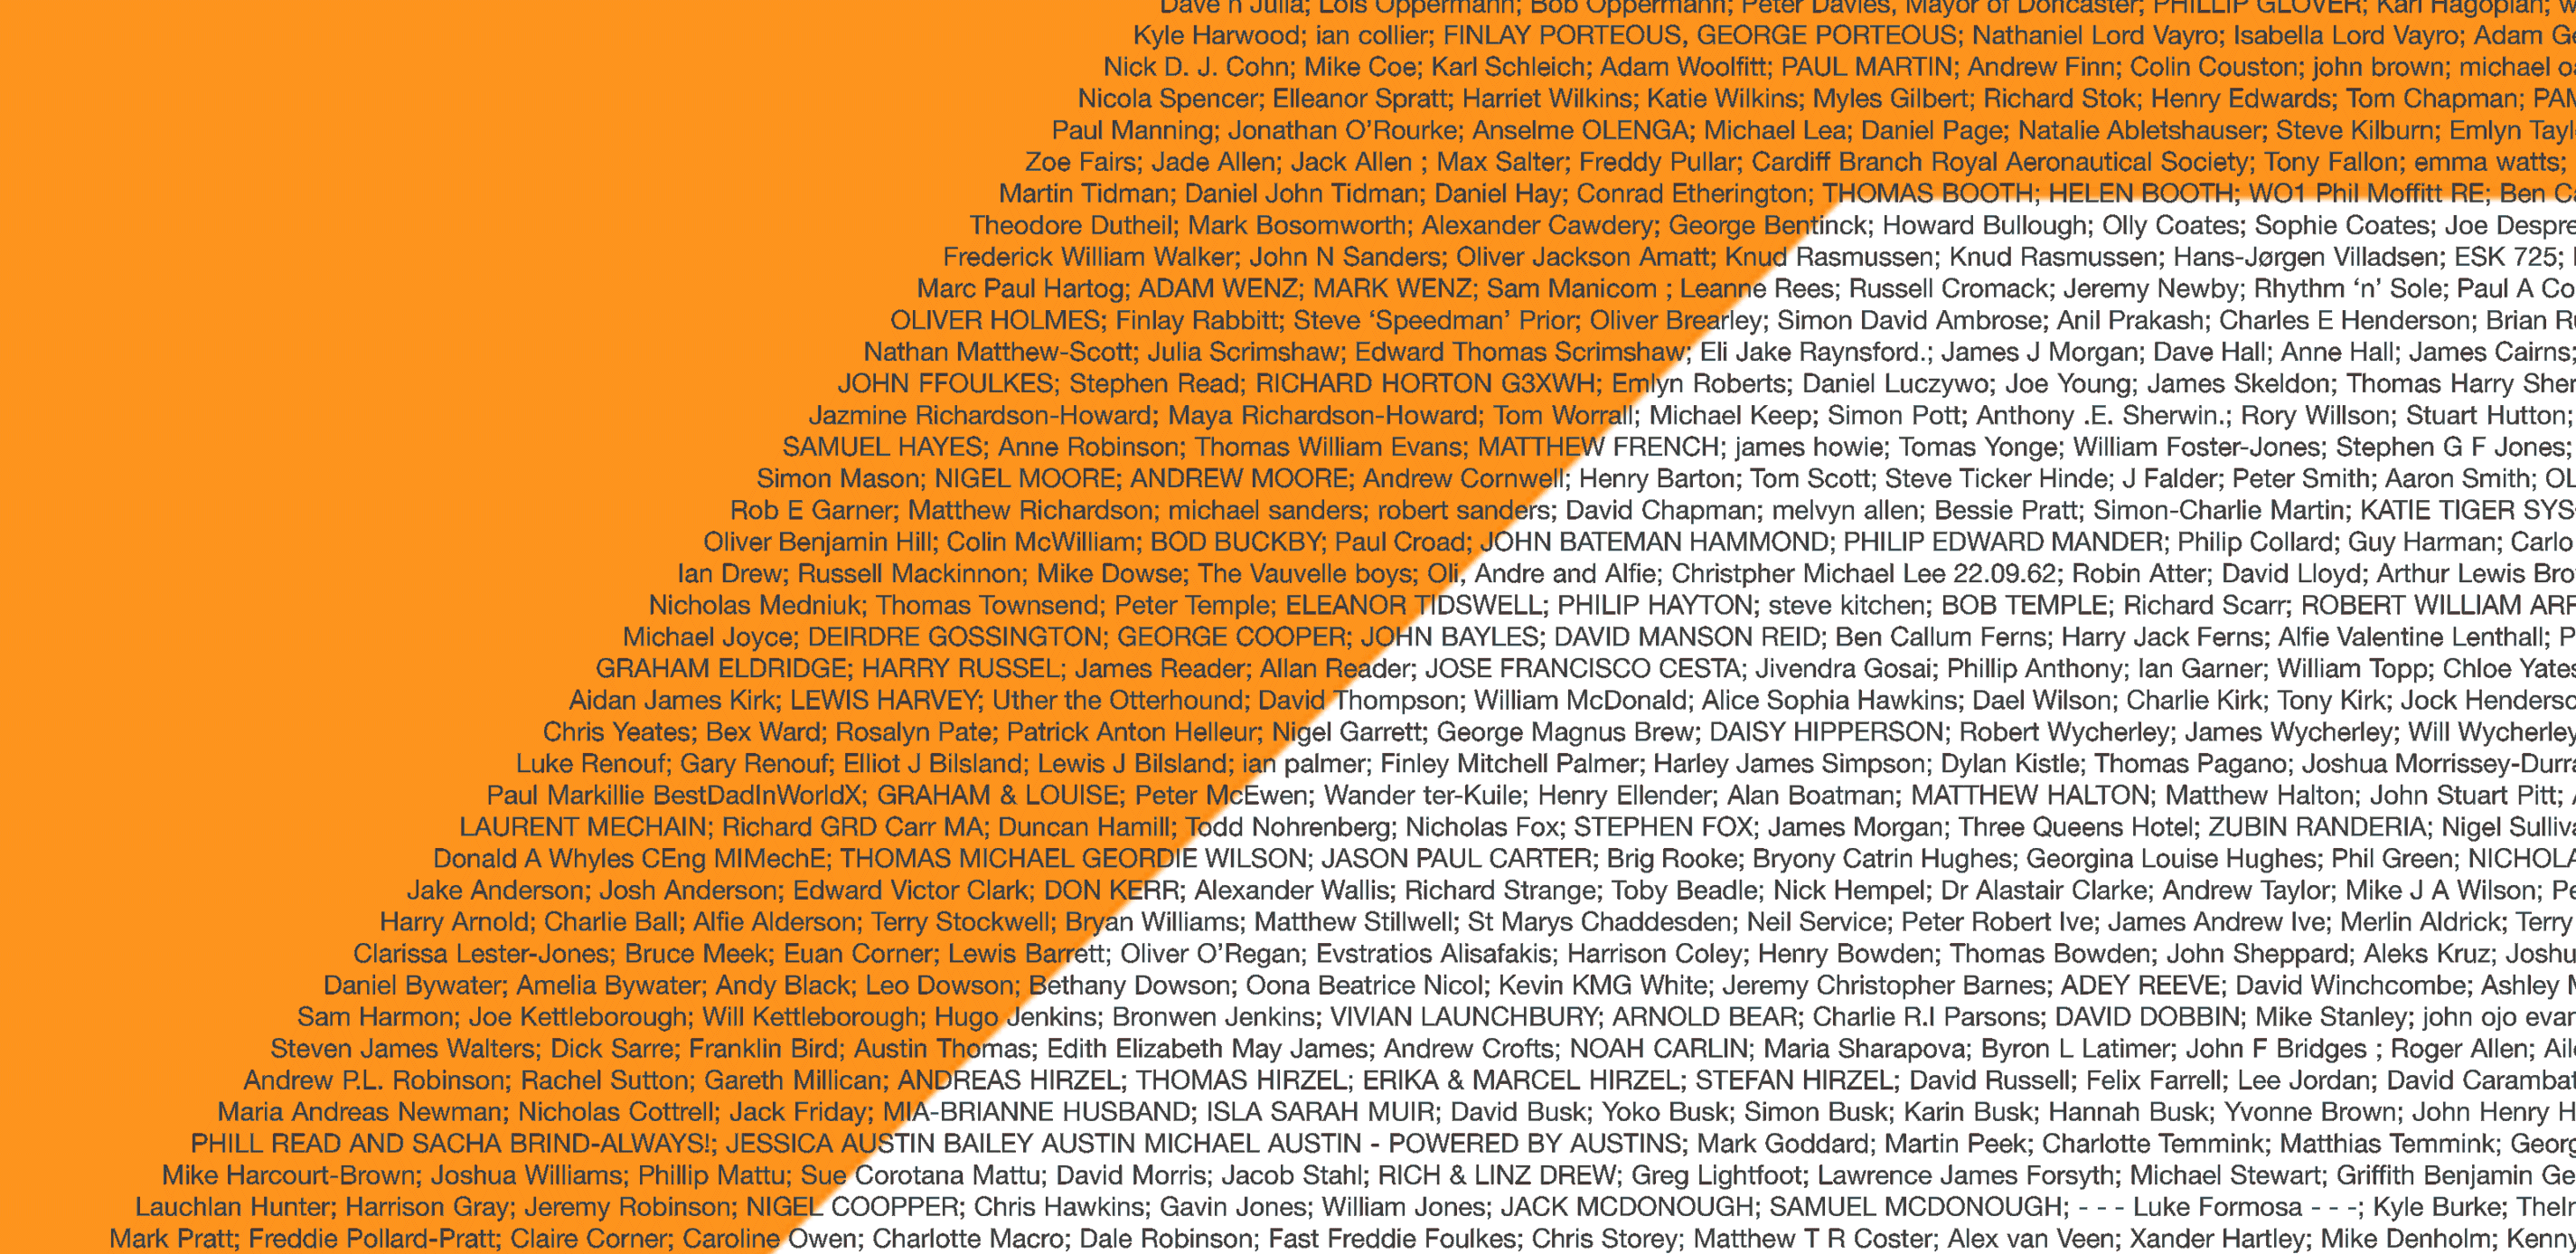 Dave n Julia; Lois Oppermann; Bob Oppermann; Peter Davies, Mayor of Doncaster; PHILLIP GLOVER; Karl Hagopian;
Kyle Harwood; ian collier; FINLAY PORTEOUS, GEORGE PORTEOUS; Nathaniel Lord Vayro; Isabella Lord Vayro; Adam
Nick D. J. Cohn; Mike Coe; Karl Schleich; Adam Woolfitt; PAUL MARTIN; Andrew Finn; Colin Couston; john brown; michael
Nicola Spencer; Elleanor Spratt; Harriet Wilkins; Katie Wilkins; Myles Gilbert; Richard Stok; Henry Edwards; Tom Chapman;
Paul Manning; Jonathan O’Rourke; Anselme OLENGA; Michael Lea; Daniel Page; Natalie Abletshauser; Steve Kilburn; Emlyn
Zoe Fairs; Jade Allen; Jack Allen ; Max Salter; Freddy Pullar; Cardiff Branch Royal Aeronautical Society; Tony Fallon; emma watts;
Martin Tidman; Daniel John Tidman; Daniel Hay; Conrad Etherington; THOMAS BOOTH; HELEN BOOTH; WO1 Phil Moffitt RE; Ben
Theodore Dutheil; Mark Bosomworth; Alexander Cawdery; George Bentinck; Howard Bullough; Olly Coates; Sophie Coates; Joe
Frederick William Walker; John N Sanders; Oliver Jackson Amatt; Knud Rasmussen; Knud Rasmussen; Hans-Jørgen Villadsen; ESK 725;
Marc Paul Hartog; ADAM WENZ; MARK WENZ; Sam Manicom ; Leanne Rees; Russell Cromack; Jeremy Newby; Rhythm ‘n’ Sole; Paul A
OLIVER HOLMES; Finlay Rabbitt; Steve ‘Speedman’ Prior; Oliver Brearley; Simon David Ambrose; Anil Prakash; Charles E Henderson; Brian
Nathan Matthew-Scott; Julia Scrimshaw; Edward Thomas Scrimshaw; Eli Jake Raynsford.; James J Morgan; Dave Hall; Anne Hall; James Cairns;
JOHN FFOULKES; Stephen Read; RICHARD HORTON G3XWH; Emlyn Roberts; Daniel Luczywo; Joe Young; James Skeldon; Thomas Harry
Jazmine Richardson-Howard; Maya Richardson-Howard; Tom Worrall; Michael Keep; Simon Pott; Anthony .E. Sherwin.; Rory Willson; Stuart Hutton;
SAMUEL HAYES; Anne Robinson; Thomas William Evans; MATTHEW FRENCH; james howie; Tomas Yonge; William Foster-Jones; Stephen G F Jones;
Simon Mason; NIGEL MOORE; ANDREW MOORE; Andrew Cornwell; Henry Barton; Tom Scott; Steve Ticker Hinde; J Falder; Peter Smith; Aaron Smith;
Rob E Garner; Matthew Richardson; michael sanders; robert sanders; David Chapman; melvyn allen; Bessie Pratt; Simon-Charlie Martin; KATIE TIGER
Oliver Benjamin Hill; Colin McWilliam; BOD BUCKBY; Paul Croad; JOHN BATEMAN HAMMOND; PHILIP EDWARD MANDER; Philip Collard; Guy Harman; Carlo
Ian Drew; Russell Mackinnon; Mike Dowse; The Vauvelle boys; Oli, Andre and Alfie; Christpher Michael Lee 22.09.62; Robin Atter; David Lloyd; Arthur Lewis
Nicholas Medniuk; Thomas Townsend; Peter Temple; ELEANOR TIDSWELL; PHILIP HAYTON; steve kitchen; BOB TEMPLE; Richard Scarr; ROBERT WILLIAM
Michael Joyce; DEIRDRE GOSSINGTON; GEORGE COOPER; JOHN BAYLES; DAVID MANSON REID; Ben Callum Ferns; Harry Jack Ferns; Alfie Valentine Lenthall;
GRAHAM ELDRIDGE; HARRY RUSSEL; James Reader; Allan Reader; JOSE FRANCISCO CESTA; Jivendra Gosai; Phillip Anthony; Ian Garner; William Topp; Chloe Yates
Aidan James Kirk; LEWIS HARVEY; Uther the Otterhound; David Thompson; William McDonald; Alice Sophia Hawkins; Dael Wilson; Charlie Kirk; Tony Kirk; Jock
Chris Yeates; Bex Ward; Rosalyn Pate; Patrick Anton Helleur; Nigel Garrett; George Magnus Brew; DAISY HIPPERSON; Robert Wycherley; James Wycherley; Will Wycherley
Luke Renouf; Gary Renouf; Elliot J Bilsland; Lewis J Bilsland; ian palmer; Finley Mitchell Palmer; Harley James Simpson; Dylan Kistle; Thomas Pagano; Joshua
Paul Markillie BestDadInWorldX; GRAHAM & LOUISE; Peter McEwen; Wander ter-Kuile; Henry Ellender; Alan Boatman; MATTHEW HALTON; Matthew Halton; John Stuart Pitt;
LAURENT MECHAIN; Richard GRD Carr MA; Duncan Hamill; Todd Nohrenberg; Nicholas Fox; STEPHEN FOX; James Morgan; Three Queens Hotel; ZUBIN RANDERIA; Nigel
Donald A Whyles CEng MIMechE; THOMAS MICHAEL GEORDIE WILSON; JASON PAUL CARTER; Brig Rooke; Bryony Catrin Hughes; Georgina Louise Hughes; Phil Green;
Jake Anderson; Josh Anderson; Edward Victor Clark; DON KERR; Alexander Wallis; Richard Strange; Toby Beadle; Nick Hempel; Dr Alastair Clarke; Andrew Taylor; Mike J A Wilson;
Harry Arnold; Charlie Ball; Alfie Alderson; Terry Stockwell; Bryan Williams; Matthew Stillwell; St Marys Chaddesden; Neil Service; Peter Robert Ive; James Andrew Ive; Merlin Aldrick; Terry
Clarissa Lester-Jones; Bruce Meek; Euan Corner; Lewis Barrett; Oliver O’Regan; Evstratios Alisafakis; Harrison Coley; Henry Bowden; Thomas Bowden; John Sheppard; Aleks Kruz;
Daniel Bywater; Amelia Bywater; Andy Black; Leo Dowson; Bethany Dowson; Oona Beatrice Nicol; Kevin KMG White; Jeremy Christopher Barnes; ADEY REEVE; David Winchcombe; Ashley
Sam Harmon; Joe Kettleborough; Will Kettleborough; Hugo Jenkins; Bronwen Jenkins; VIVIAN LAUNCHBURY; ARNOLD BEAR; Charlie R.I Parsons; DAVID DOBBIN; Mike Stanley; john ojo
Steven James Walters; Dick Sarre; Franklin Bird; Austin Thomas; Edith Elizabeth May James; Andrew Crofts; NOAH CARLIN; Maria Sharapova; Byron L Latimer; John F Bridges ; Roger Allen;
Andrew P.L. Robinson; Rachel Sutton; Gareth Millican; ANDREAS HIRZEL; THOMAS HIRZEL; ERIKA & MARCEL HIRZEL; STEFAN HIRZEL; David Russell; Felix Farrell; Lee Jordan; David
Maria Andreas Newman; Nicholas Cottrell; Jack Friday; MIA-BRIANNE HUSBAND; ISLA SARAH MUIR; David Busk; Yoko Busk; Simon Busk; Karin Busk; Hannah Busk; Yvonne Brown; John Henry
PHILL READ AND SACHA BRIND-ALWAYS!; JESSICA AUSTIN BAILEY AUSTIN MICHAEL AUSTIN - POWERED BY AUSTINS; Mark Goddard; Martin Peek; Charlotte Temmink; Matthias Temmink;
Mike Harcourt-Brown; Joshua Williams; Phillip Mattu; Sue Corotana Mattu; David Morris; Jacob Stahl; RICH & LINZ DREW; Greg Lightfoot; Lawrence James Forsyth; Michael Stewart; Griffith Benjamin
Lauchlan Hunter; Harrison Gray; Jeremy Robinson; NIGEL COOPPER; Chris Hawkins; Gavin Jones; William Jones; JACK MCDONOUGH; SAMUEL MCDONOUGH; - - - Luke Formosa - - -; Kyle Burke;
Mark Pratt; Freddie Pollard-Pratt; Claire Corner; Caroline Owen; Charlotte Macro; Dale Robinson; Fast Freddie Foulkes; Chris Storey; Matthew T R Coster; Alex van Veen; Xander Hartley; Mike Denholm;